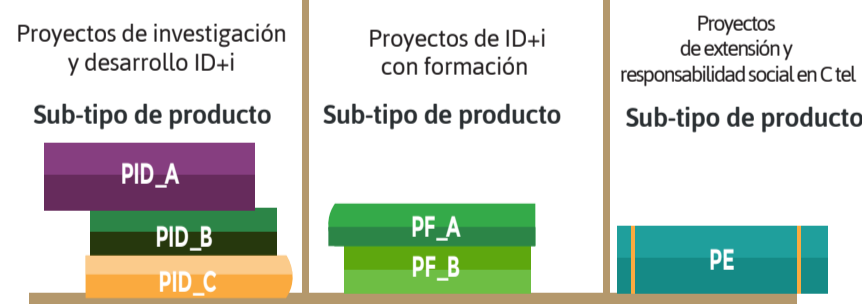 Proyectos de investigación
y desarrollo ID+i
Sub-tipo de producto
PID_A
PID_B
PID_C
Proyectos de ID+i
con formación
Sub-tipo de producto
PF_A
PF_B
Proyectos
de extensión y
responsabilidad social en C tel
Sub-tipo de producto
PE